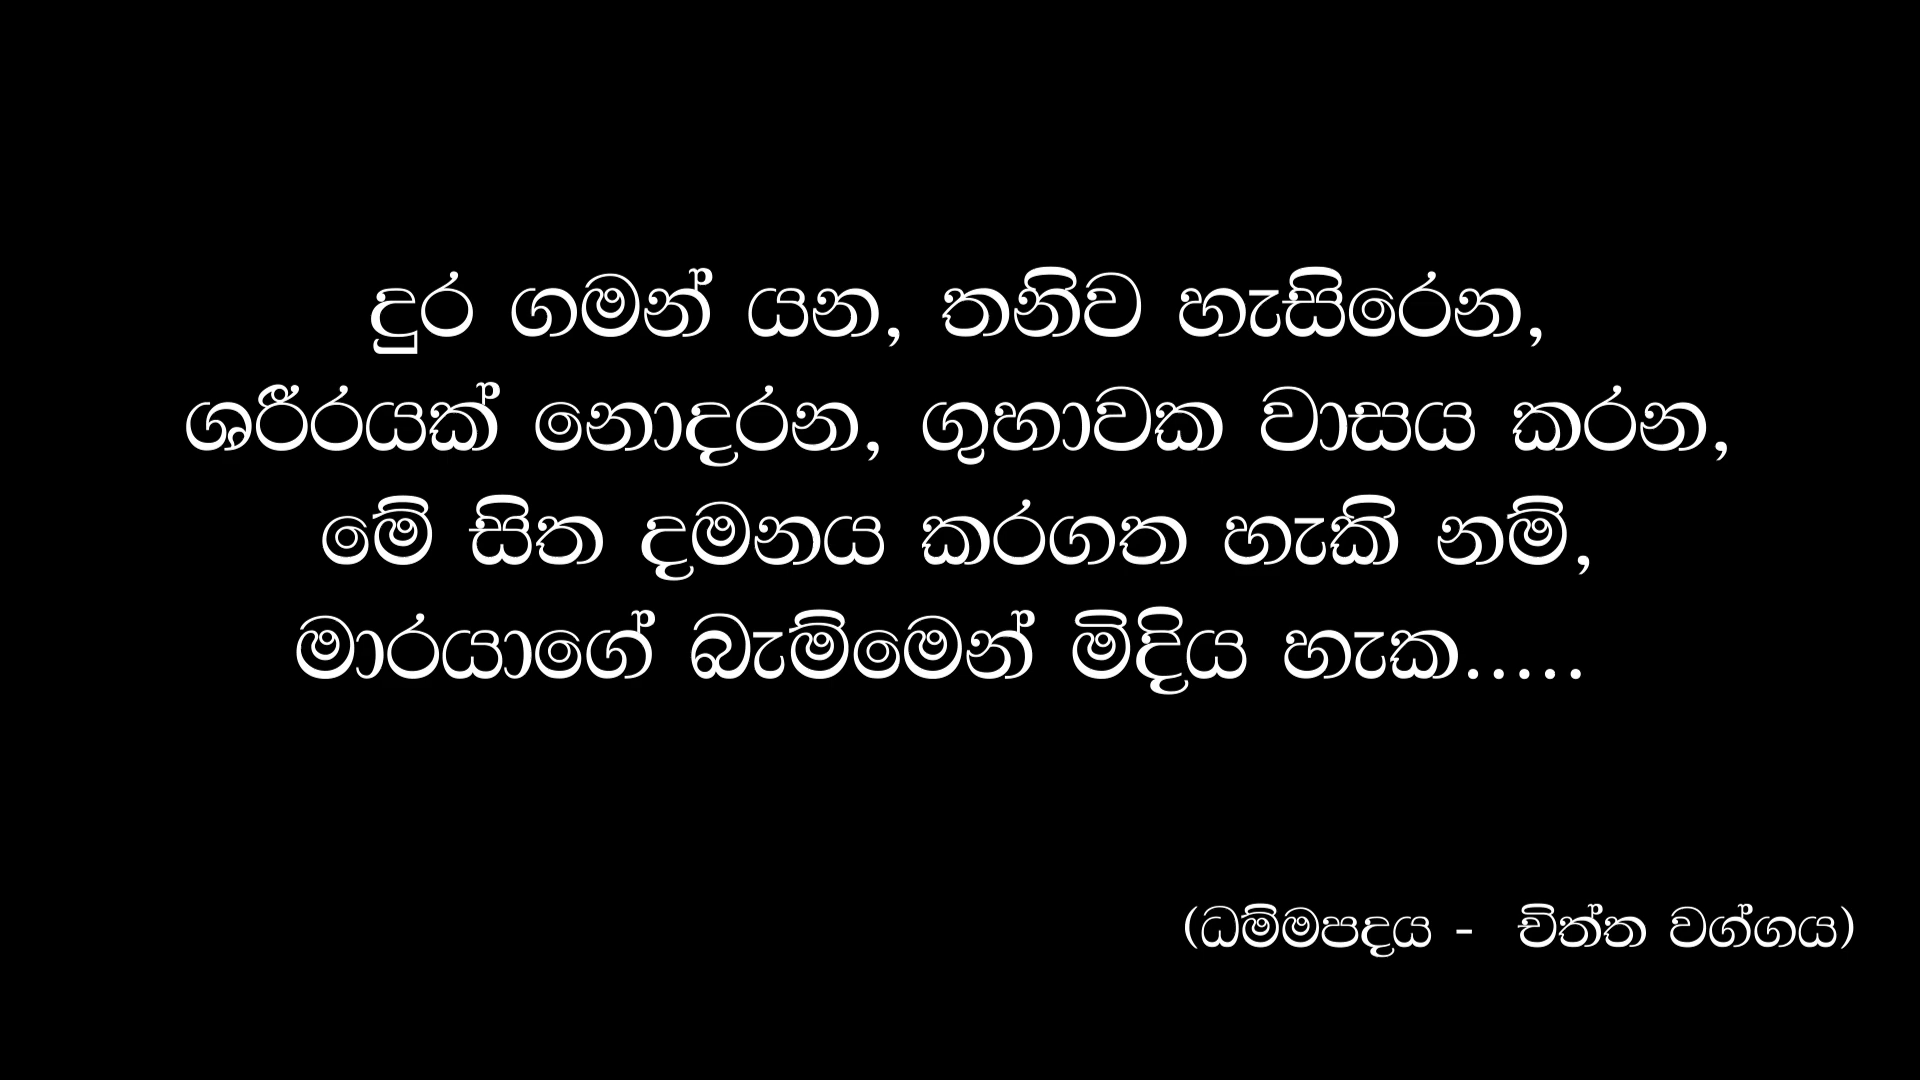 දුර ගමන් යන, තනිව හැසිරෙන,
ශරීරයක් නොදරන, ගුහාවක වාසය කරන,
මේ සිත දමනය කරගත හැකි නම්,
මාරයාගේ බැම්මෙන් මිදිය හැක.....
(ධම්මපදය - චිත්ත වග්ගය)